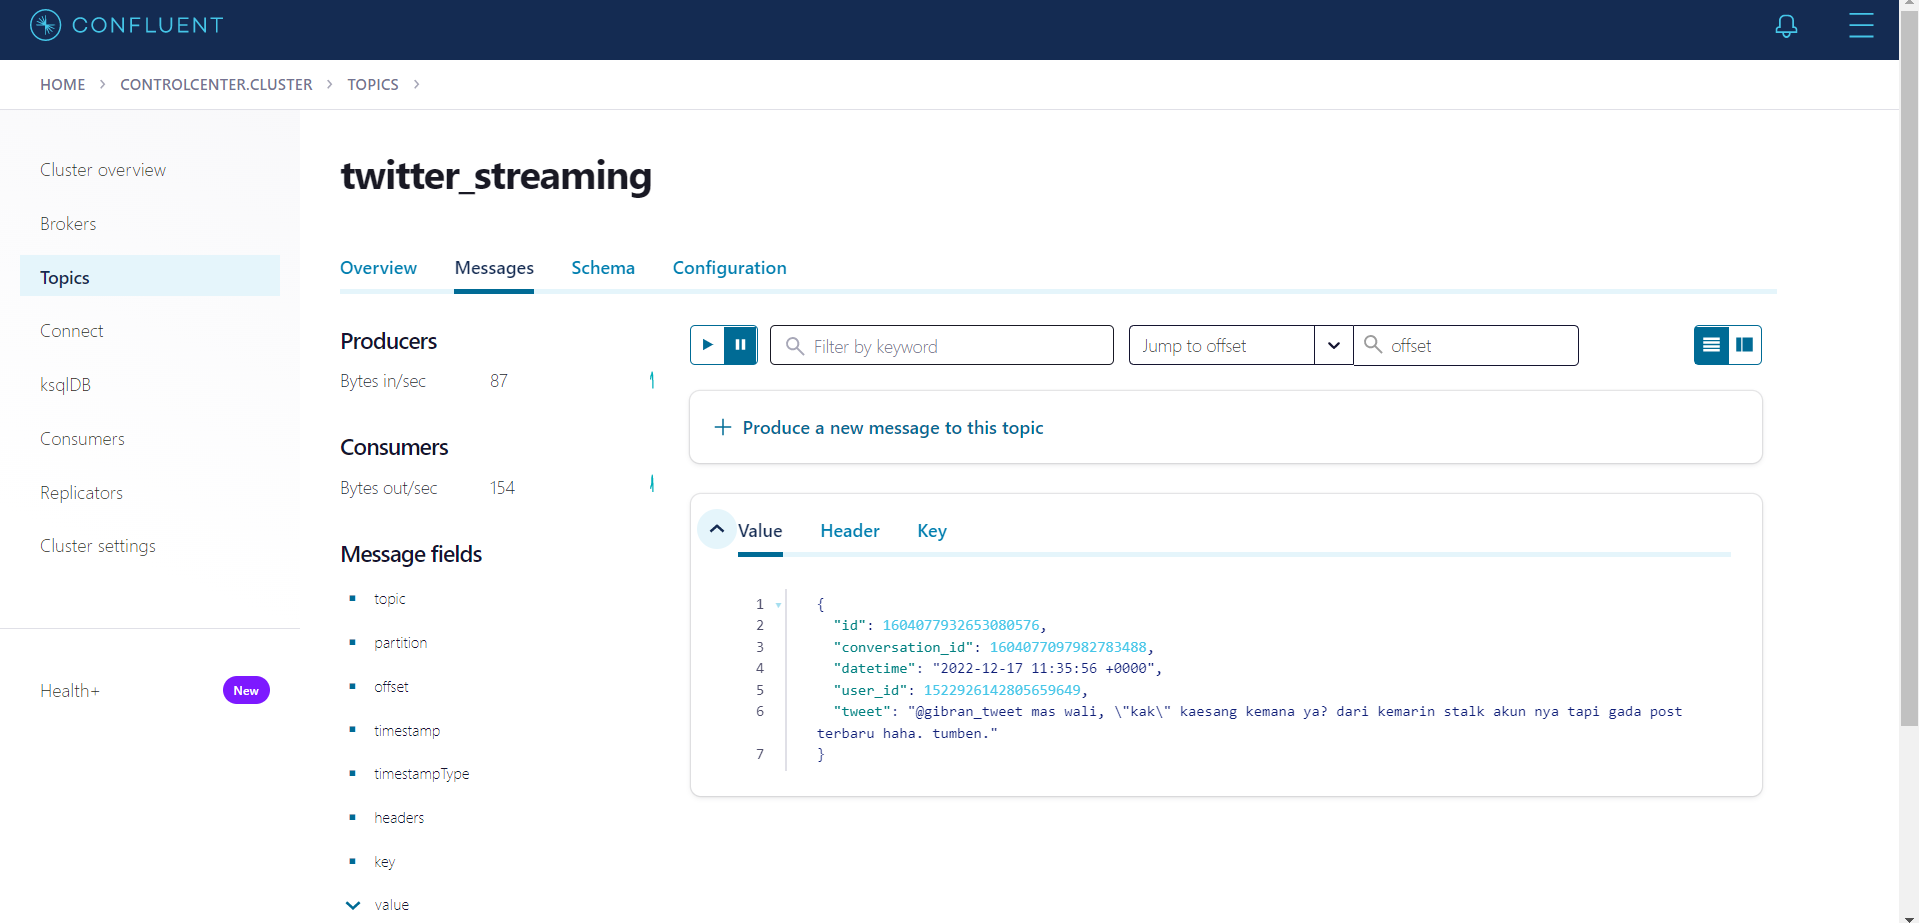 CONFLUENT
HOME > CONTROLCENTER.CLUSTER > TOPICS >
Cluster overview
Brokers
Topics
Connect
ksqlDB
Consumers
Replicators
Cluster settings
Health+ New
twitter_streaming
Overview Messages Schema Configuration
Producers
Bytes in/sec 87
Consumers
Bytes out/sec 154
Message fields
topic
partition
offset
timestamp
timestampType
headers
key
value
Filter by keyword Jump to offset offset
Produce a new message to this topic
Value Header Key
1 {
2 "id": 1604077932653080576,
3 "conversation_id": 1604077097982783488,
4 "datetime": "2022-12-17 11:35:56 +0000",
5 "user_id": 1522926142805659649,
6 "tweet": "@gibran_tweet mas wali, \"kak\" kaesang kemana ya? dari kemarin stalk akun nya tapi gada post
terbaru haha. tumben."
7 }